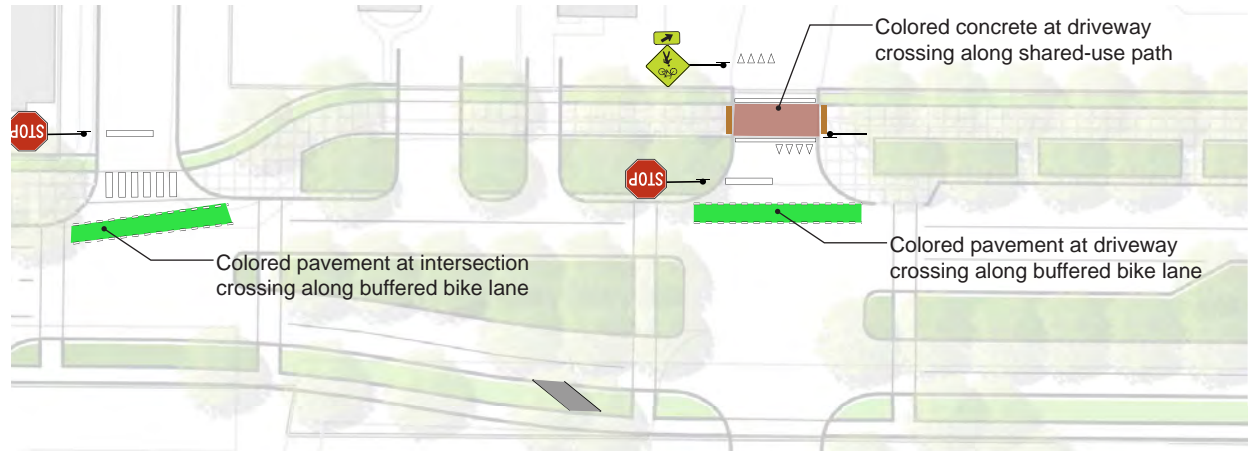 Colored concrete at driveway
crossing along shared-use path
STOP
STOP
Colored pavement at intersection
crossing along buffered bike lane
Colored pavement at driveway
crossing along buffered bike lane